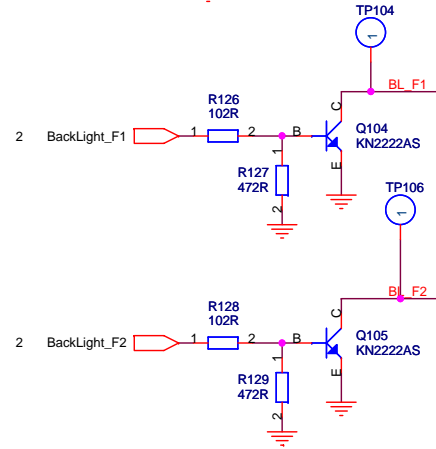 TP104
1
BL_F1
R126
102R
C
2 BackLight_F1
1
2
B
Q104
KN2222AS
1
R127
472R
E
2
TP106
1
BL_F2
R128
102R
C
2 BackLight_F2
1
2
B
Q105
KN2222AS
1
R129
472R
E
2